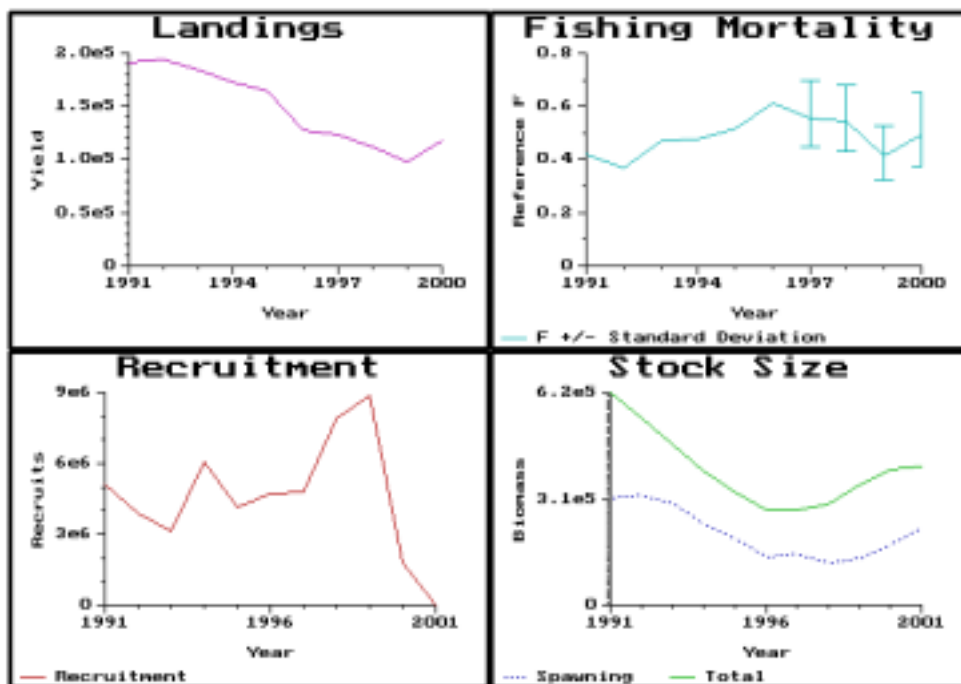 Landings
2.0e5
1.5e5
1.0e5
0.5e5
0
Yield
1991 1994 1997 2000
Year
Fishing Mortality
0.8
0.6
0.4
0.2
0
Reference F
1991 1994 1997 2000
Year
F +/- Standard Deviation
Recruitment
9e6
6e6
3e6
0
Recruits
1991 1996 2001
Year
Recruitment
Stock Size
6.2e5
3.1e5
0
Biomass
1991 1996 2001
Year
Spawning Total